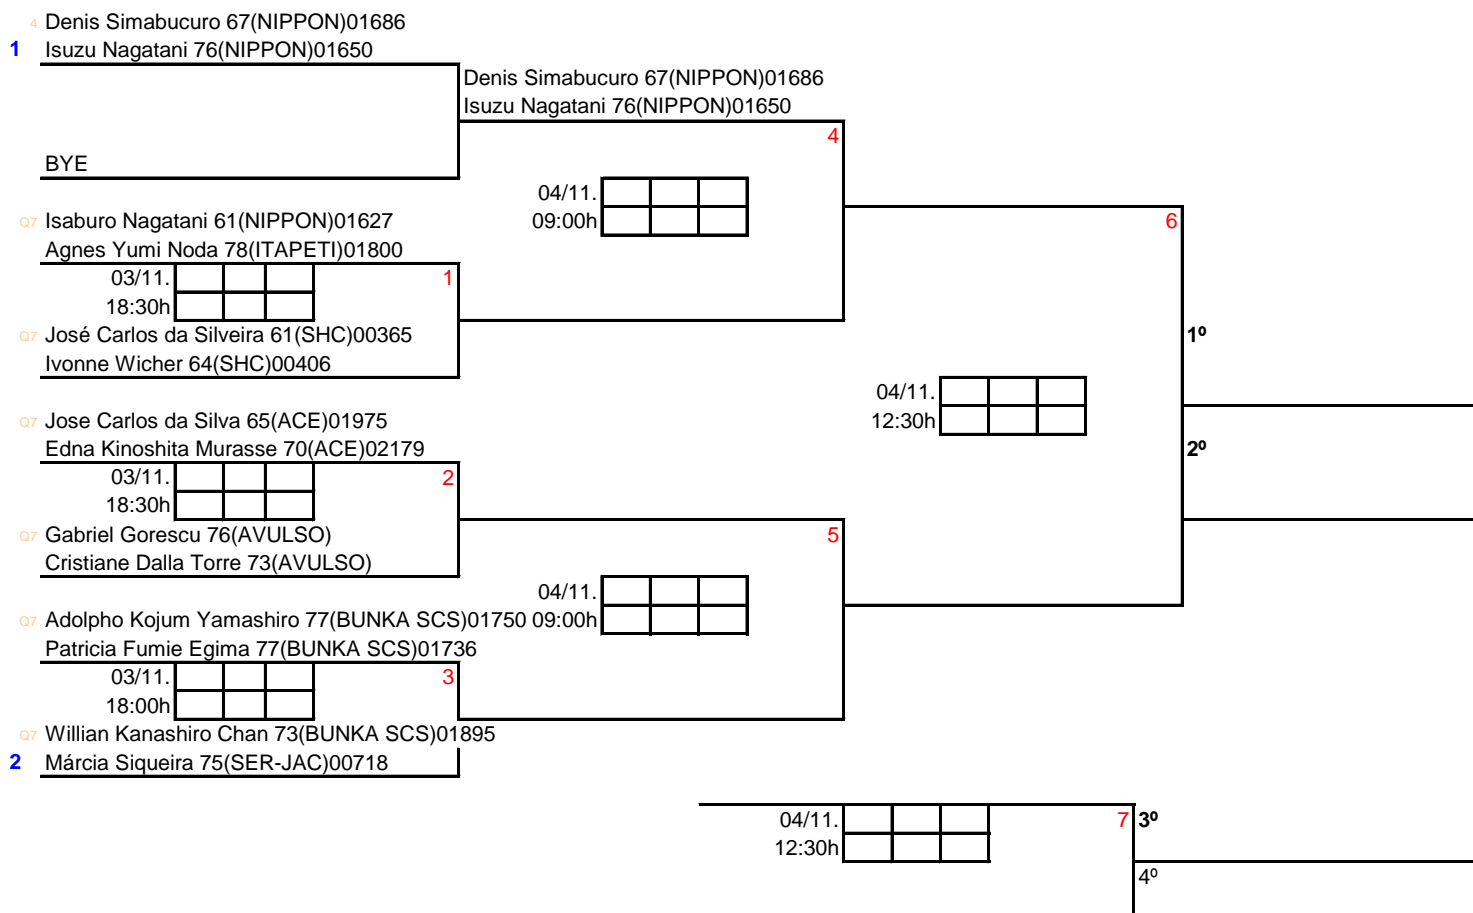 4 Denis Simabucuro 67(NIPPON)01686
1 Isuzu Nagatani 76(NIPPON)01650
Denis Simabucuro 67(NIPPON)01686
Isuzu Nagatani 76(NIPPON)01650
4
BYE
04/11.
09:00h
Q7 Isaburo Nagatani 61(NIPPON)01627
6
Agnes Yumi Noda 78(ITAPETI)01800
03/11.
1
18:30h
Q7 José Carlos da Silveira 61(SHC)00365
1º
Ivonne Wicher 64(SHC)00406
04/11.
12:30h
Q7 Jose Carlos da Silva 65(ACE)01975
Edna Kinoshita Murasse 70(ACE)02179
2º
03/11.
2
18:30h
Q7 Gabriel Gorescu 76(AVULSO)
5
Cristiane Dalla Torre 73(AVULSO)
04/11.
Q7 Adolpho Kojum Yamashiro 77(BUNKA SCS)01750 09:00h
Patricia Fumie Egima 77(BUNKA SCS)01736
03/11.
3
18:00h
Q7 Willian Kanashiro Chan 73(BUNKA SCS)01895
2 Márcia Siqueira 75(SER-JAC)00718
04/11.
7 3º
12:30h
4º